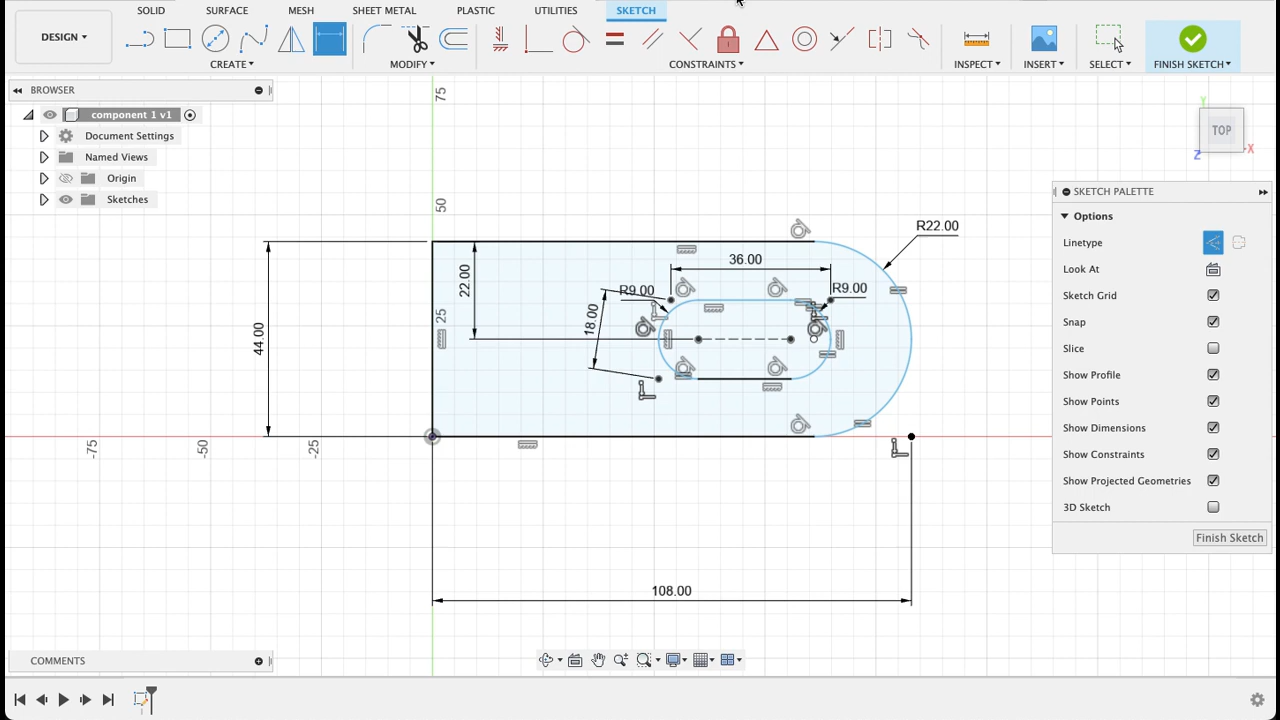 SOLID SURFACE MESH SHEET METAL PLASTIC UTILITIES SKETCH
DESIGN
CREATE MODIFY CONSTRAINTS INSPECT INSERT SELECT FINISH SKETCH
BROWSER
component 1 v1
Document Settings
Named Views
Origin
Sketches
75
50
25
-75
-50
-25
TOP
Y
X
Z
44.00
22.00
18.00
R9.00
36.00
R9.00
R22.00
108.00
SKETCH PALETTE
Options
Linetype
Look At
Sketch Grid
Snap
Slice
Show Profile
Show Points
Show Dimensions
Show Constraints
Show Projected Geometries
3D Sketch
Finish Sketch
COMMENTS